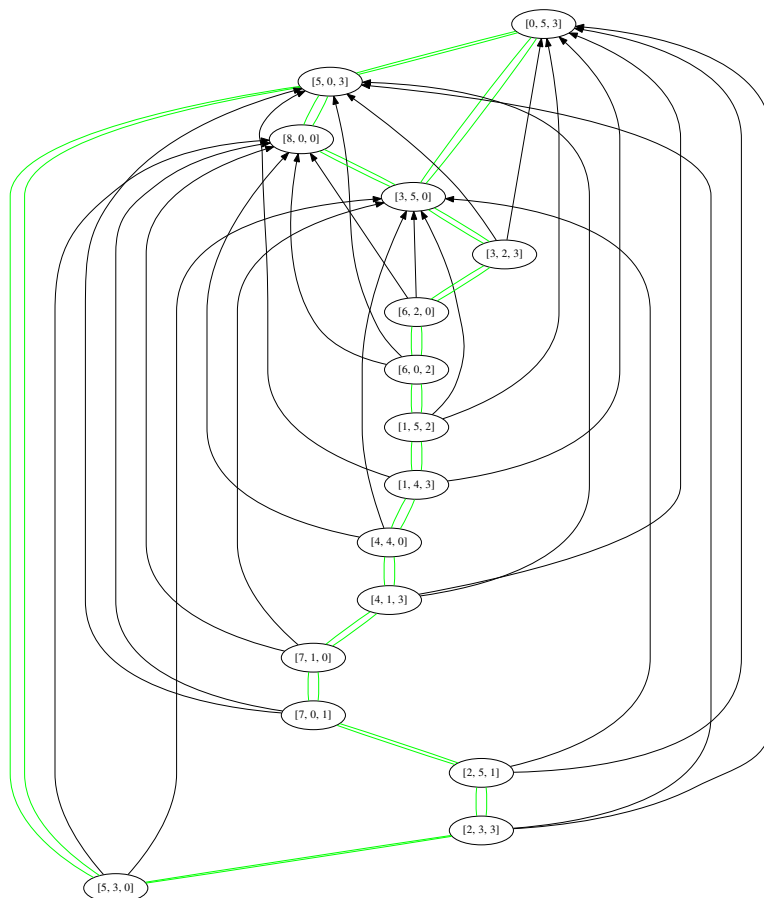 [0, 5, 3]
[5, 0, 3]
[8, 0, 0]
[3, 5, 0]
[3, 2, 3]
[6, 2, 0]
[6, 0, 2]
[1, 5, 2]
[1, 4, 3]
[4, 4, 0]
[4, 1, 3]
[7, 1, 0]
[7, 0, 1]
[2, 5, 1]
[2, 3, 3]
[5, 3, 0]